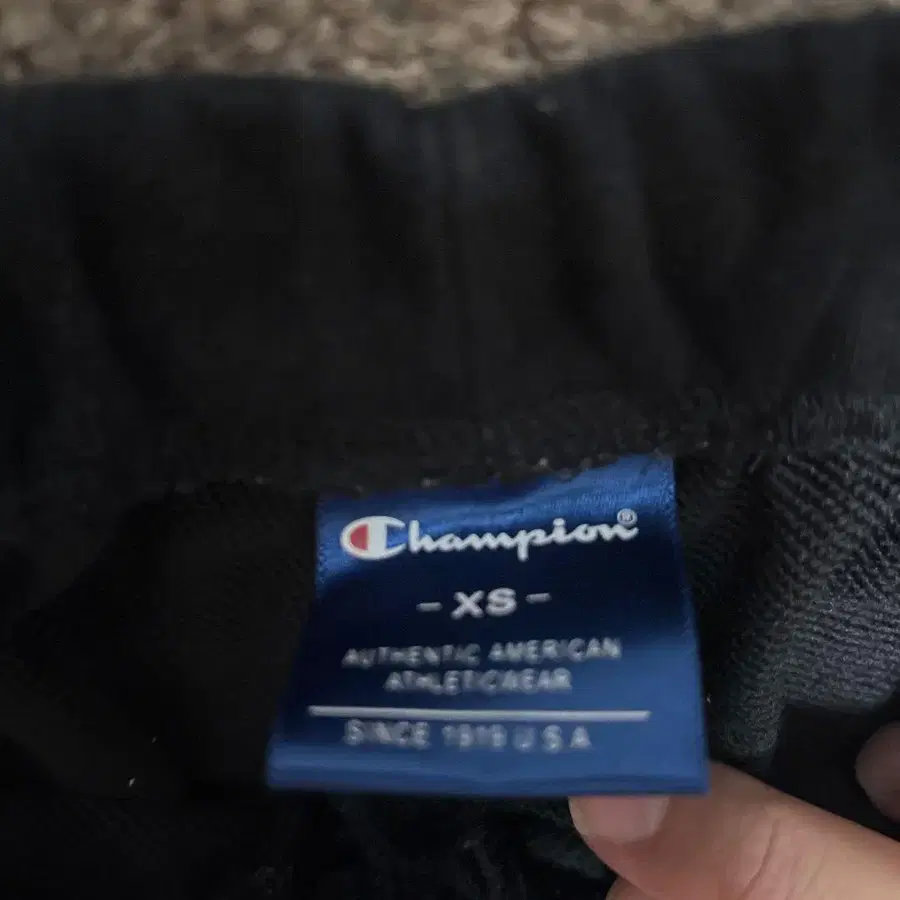 Champion®
- XS -
AUTHENTIC AMERICAN
ATHLETICWEAR
SINCE 1919 U S A